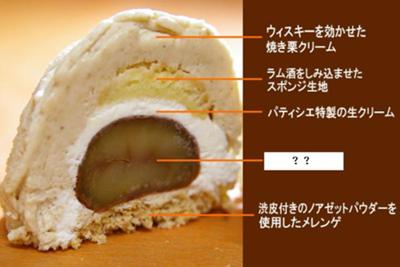 ウィスキーを効かせた
焼き栗クリーム
ラム酒をしみ込ませた
スポンジ生地
パティシエ特製の生クリーム
？？
渋皮付きのノアゼットパウダーを
使用したメレンゲ